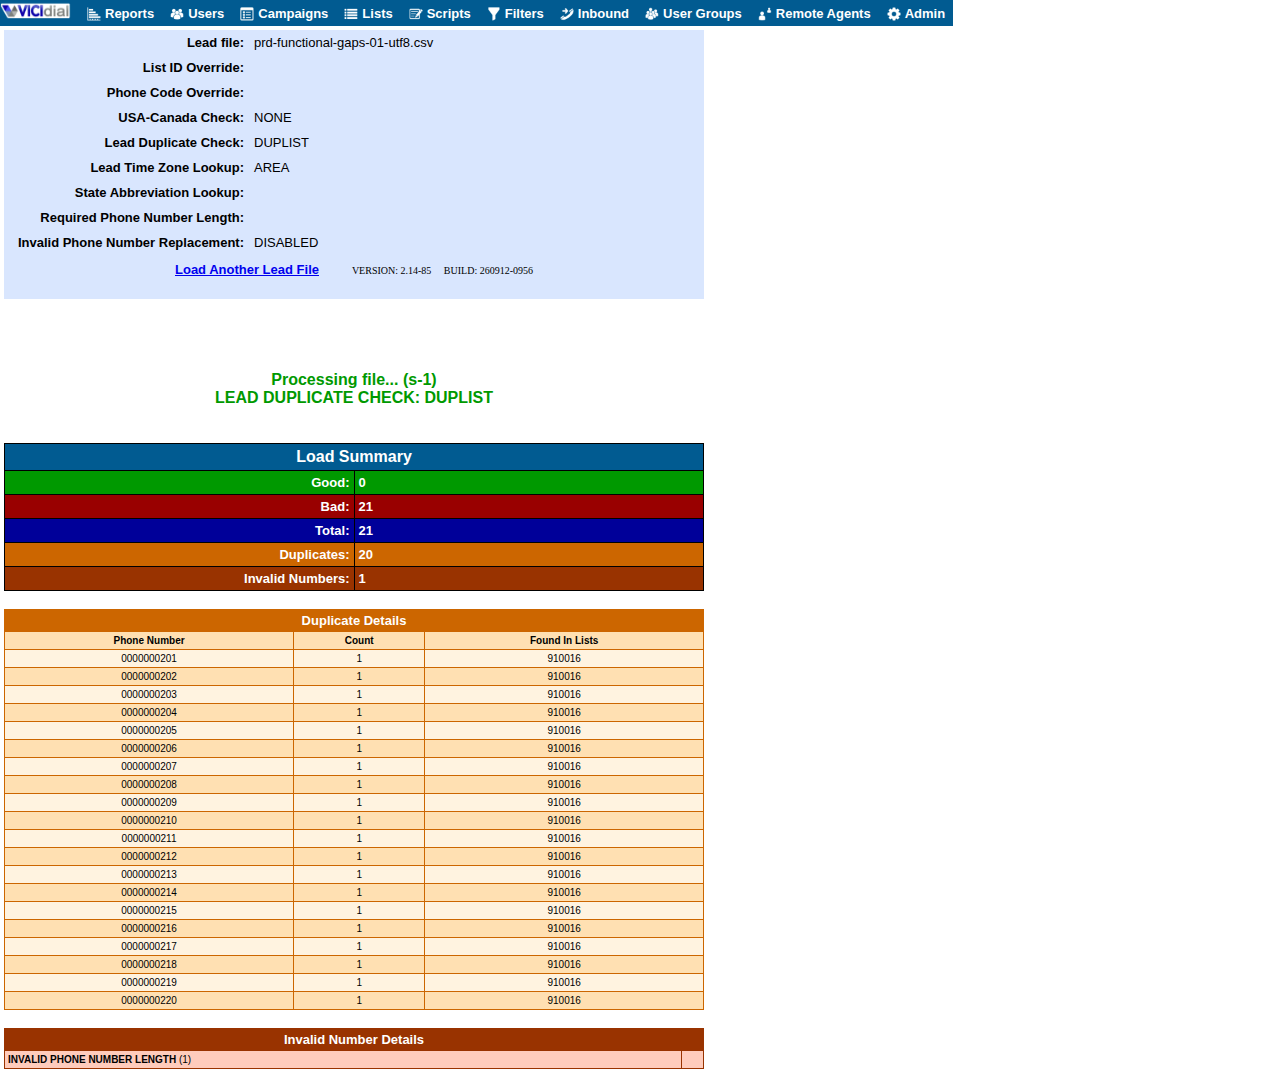 VICIdial Reports Users Campaigns Lists Scripts Filters Inbound User Groups Remote Agents Admin
Lead file: prd-functional-gaps-01-utf8.csv
List ID Override:
Phone Code Override:
USA-Canada Check: NONE
Lead Duplicate Check: DUPLIST
Lead Time Zone Lookup: AREA
State Abbreviation Lookup:
Required Phone Number Length:
Invalid Phone Number Replacement: DISABLED
Load Another Lead File VERSION: 2.14-85 BUILD: 260912-0956
Processing file... (s-1)
LEAD DUPLICATE CHECK: DUPLIST
Load Summary
Good: 0
Bad: 21
Total: 21
Duplicates: 20
Invalid Numbers: 1
Duplicate Details
Phone Number Count Found In Lists
0000000201 1 910016
0000000202 1 910016
0000000203 1 910016
0000000204 1 910016
0000000205 1 910016
0000000206 1 910016
0000000207 1 910016
0000000208 1 910016
0000000209 1 910016
0000000210 1 910016
0000000211 1 910016
0000000212 1 910016
0000000213 1 910016
0000000214 1 910016
0000000215 1 910016
0000000216 1 910016
0000000217 1 910016
0000000218 1 910016
0000000219 1 910016
0000000220 1 910016
Invalid Number Details
INVALID PHONE NUMBER LENGTH (1)